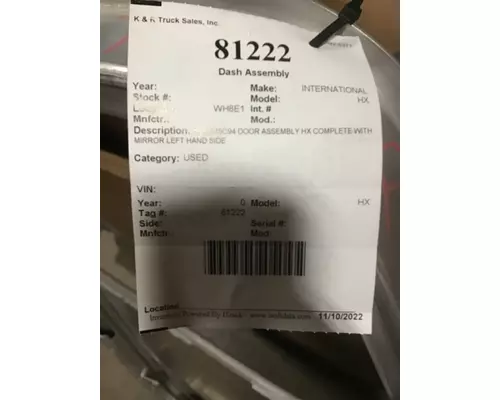 K & K Truck Sales, Inc.
81222
Dash Assembly
Year: Make: INTERNATIONAL
Stock #: Model: HX
WH8E1 Int. #
Mnfctr.: Mod.:
Description: DOOR ASSEMBLY HX COMPLETE WITH
MIRROR LEFT HAND SIDE
Category: USED
VIN:
Year: 0 Model: HX
Tag #: 81222
Side: Serial #:
Mnfctr Mod:
Location:
11/10/2022